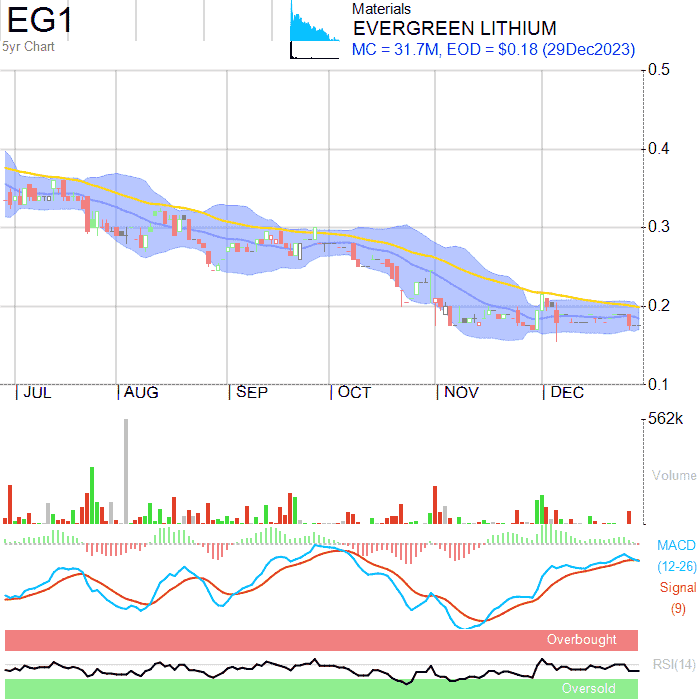 EG1
5yr Chart
Materials
EVERGREEN LITHIUM
MC = 31.7M, EOD = $0.18 (29Dec2023)
0.5
0.4
0.3
0.2
0.1
JUL AUG SEP OCT NOV DEC
562k
Volume
MACD
(12-26)
Signal
(9)
Overbought
RSI(14)
Oversold